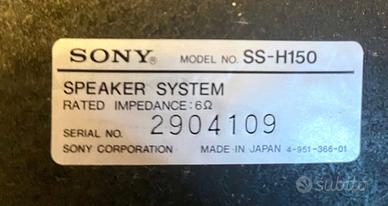 SONY® MODEL NO. SS-H150
SPEAKER SYSTEM
RATED IMPEDANCE: 6Ω
SERIAL NO. 2904109
SONY CORPORATION MADE IN JAPAN 4-951-366-01
subito